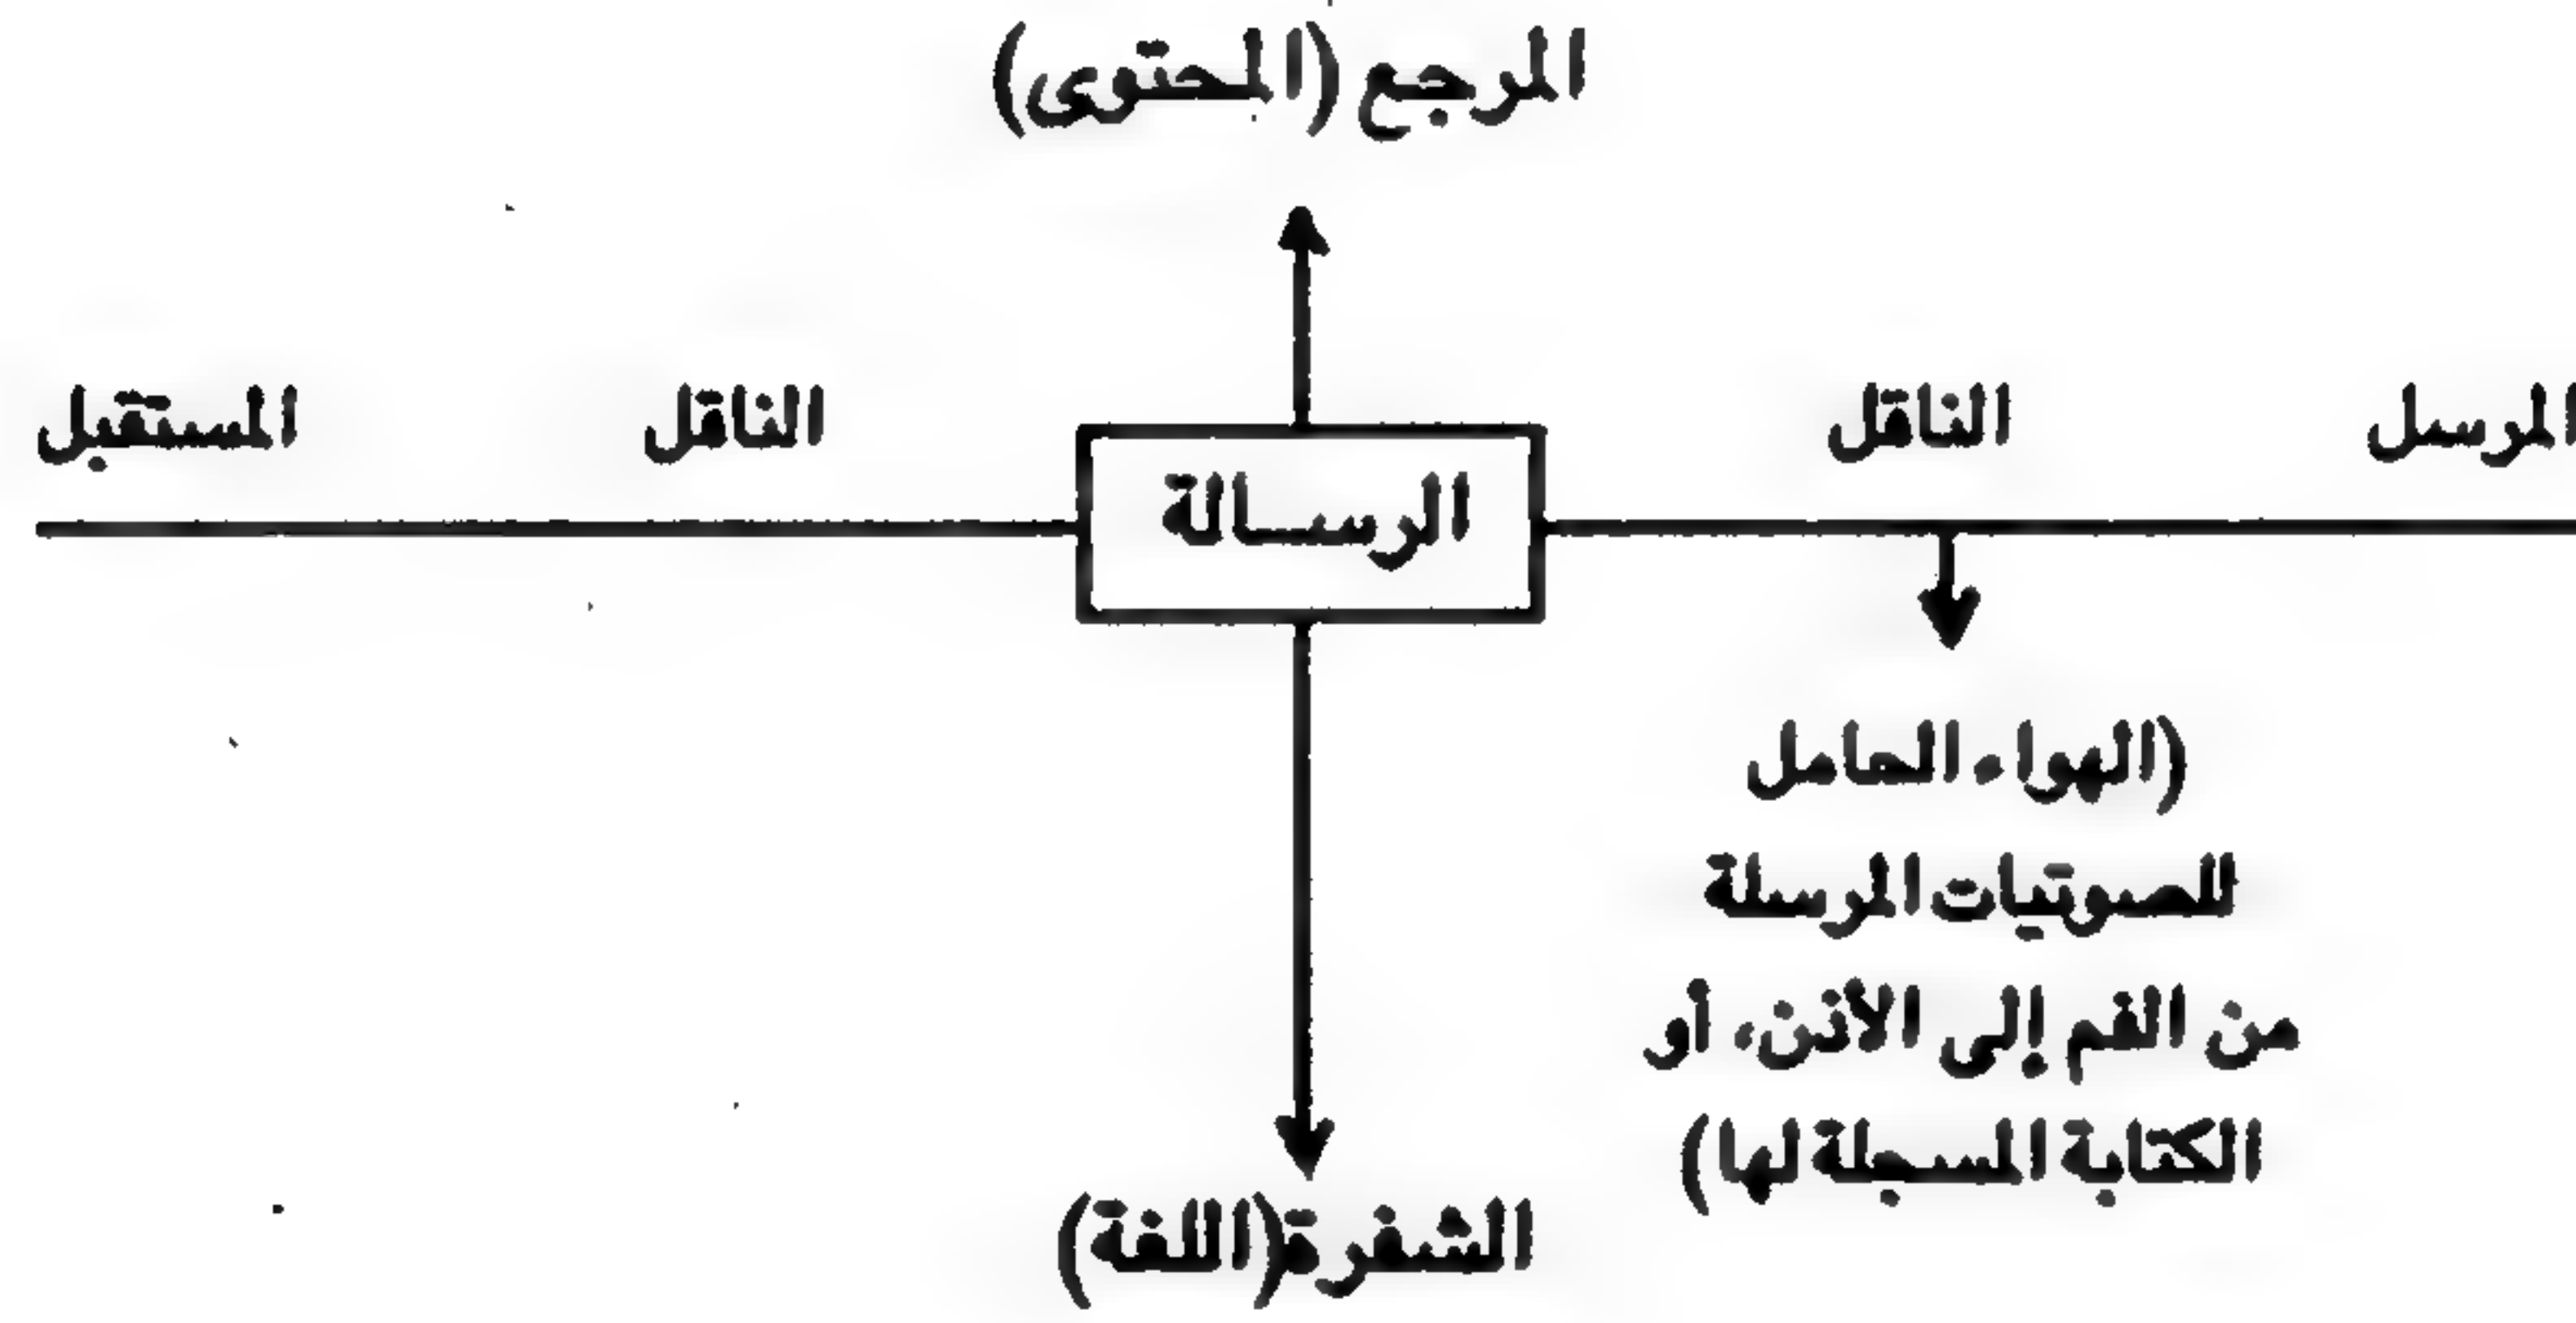 المرجع (المحتوى)
المرسل
الناقل
الناقل
المستقبل
الرسالة
(الهواء الحامل
للصوتيات المرسلة
من الفم إلى الأذن، أو
الكتابة المسجلة لها)
الشفرة (اللغة)